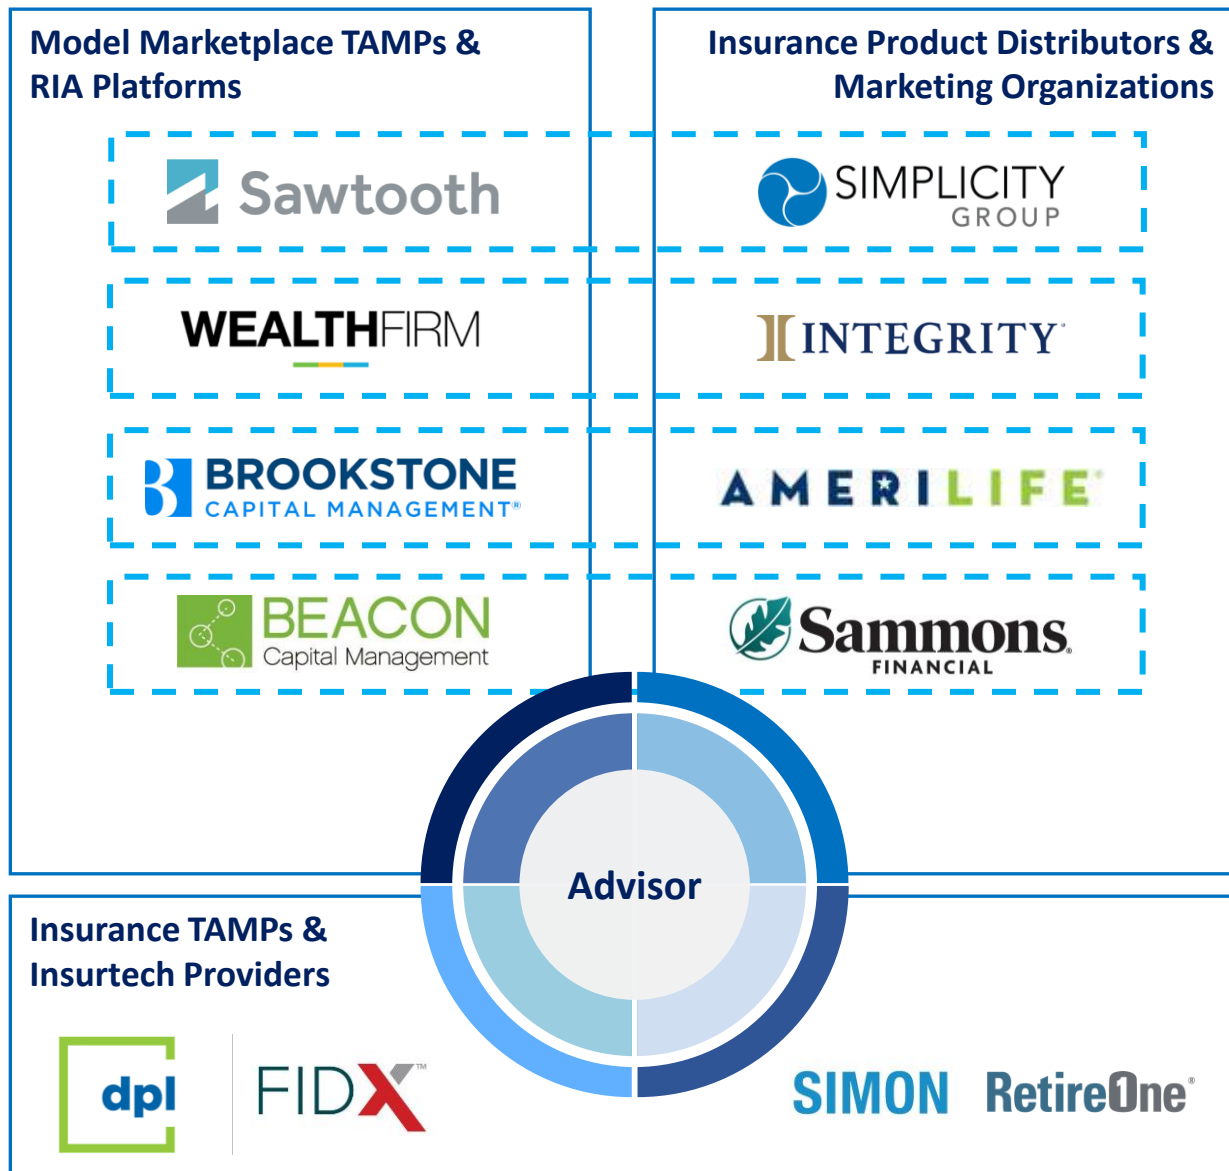 Model Marketplace TAMPs &
RIA Platforms
Insurance Product Distributors &
Marketing Organizations
Sawtooth
SIMPLICITY
GROUP
WEALTHFIRM
INTEGRITY
BROOKSTONE
CAPITAL MANAGEMENT®
AMERILIFE®
BEACON
Capital Management
Sammons®
FINANCIAL
Advisor
Insurance TAMPs &
Insurtech Providers
dpl
FIDX™
SIMON
RetireOne®